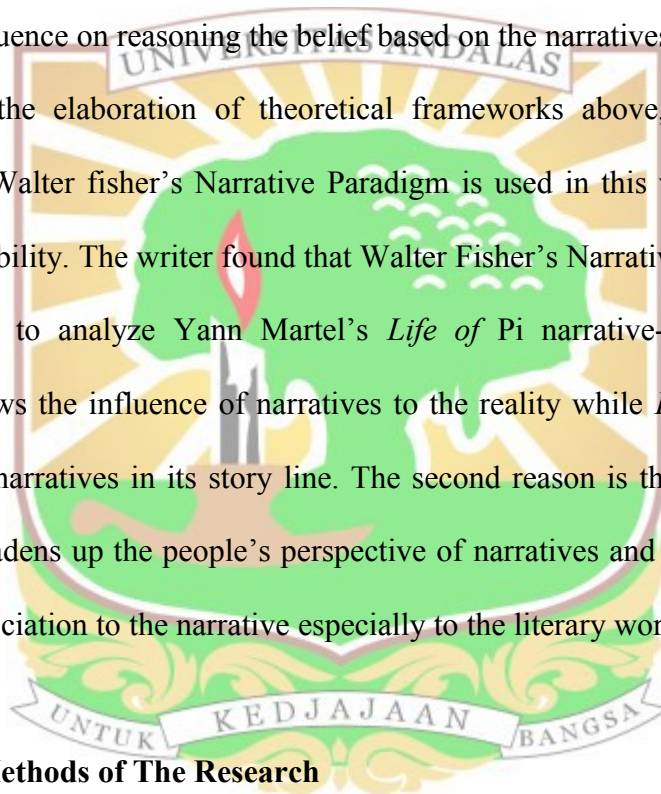 uence on reasoning the belief based on the narratives
UNIVERSITAS ANDALAS
the elaboration of theoretical frameworks above,
Walter fisher's Narrative Paradigm is used in this
bility. The writer found that Walter Fisher's Narrativ
to analyze Yann Martel's Life of Pi narrative-
ws the influence of narratives to the reality while
narratives in its story line. The second reason is th
adens up the people's perspective of narratives and
ciation to the narrative especially to the literary wor
UNTUK KEDJAJAAN BANGSA
Methods of The Research